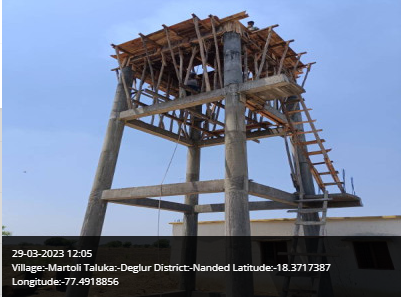 29-03-2023 12:05
Village:-Martoli Taluka:-Deglur District:-Nanded Latitude:-18.3717387
Longitude:-77.4918856